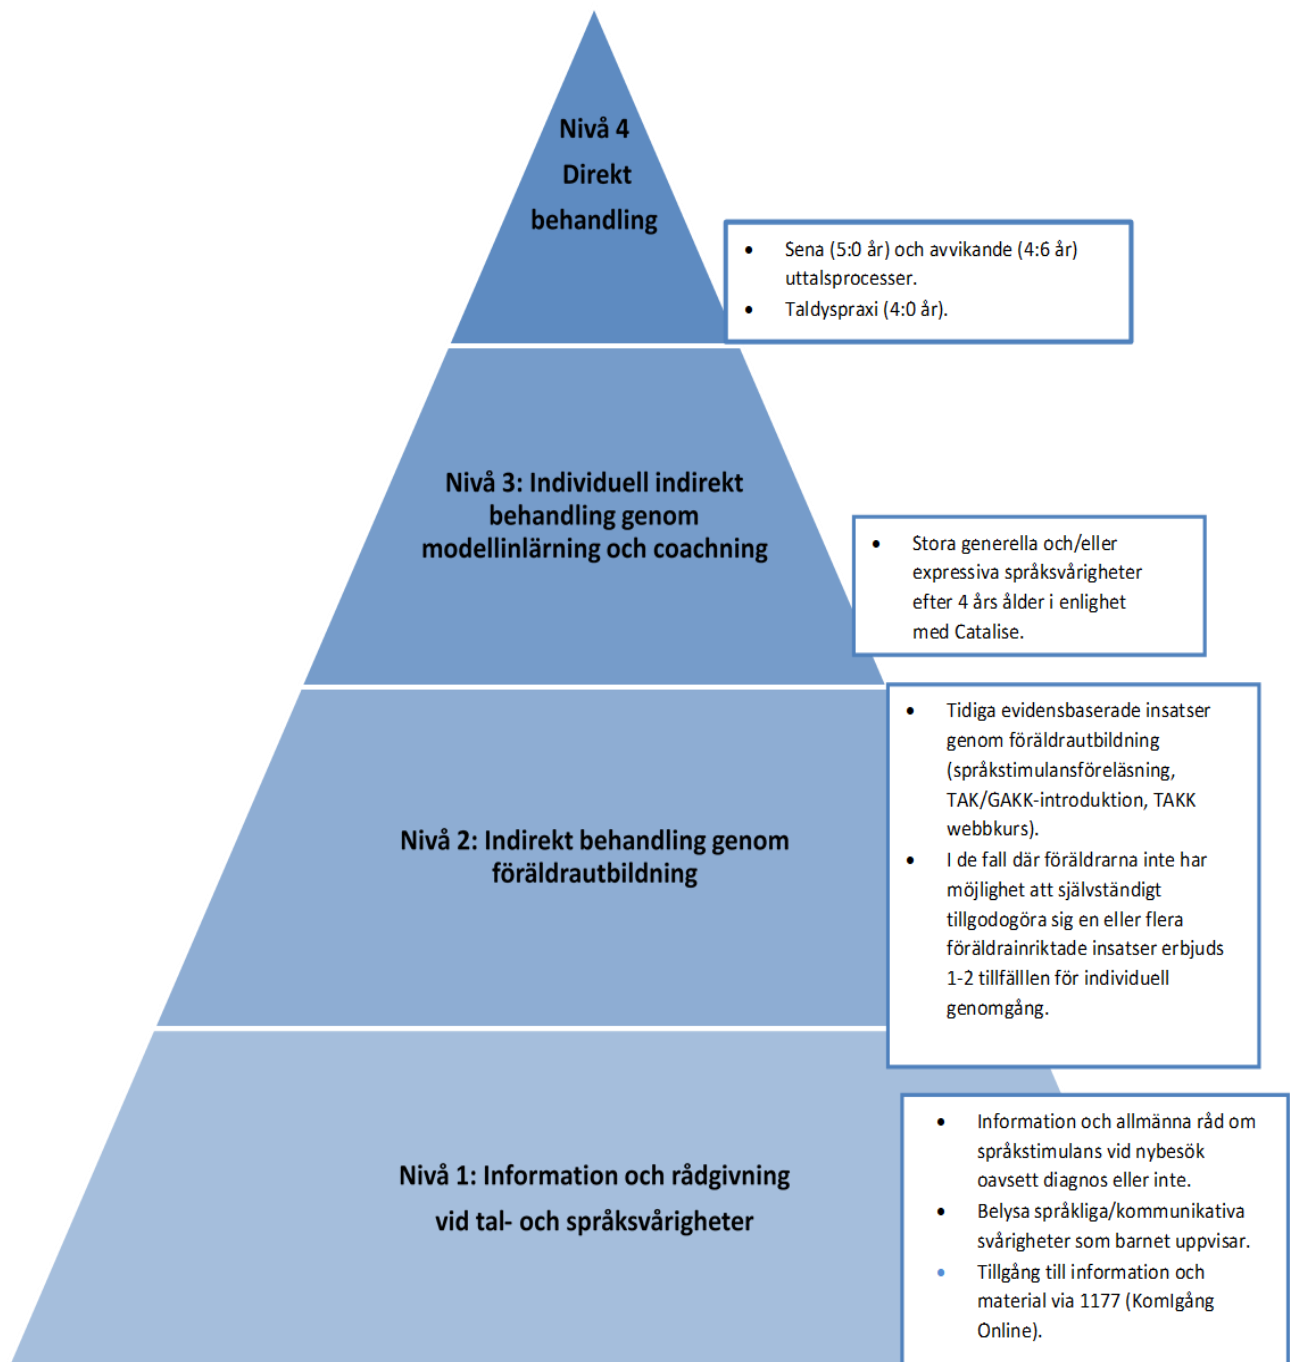 Nivå 4
Direkt
behandling
• Sena (5:0 år) och avvikande (4:6 år)
uttalsprocesser.
• Taldyspraxi (4:0 år).
Nivå 3: Individuell indirekt
behandling genom
modellinlärning och coachning
• Stora generella och/eller
expressiva språksvårigheter
efter 4 års ålder i enlighet
med Catalise.
Nivå 2: Indirekt behandling genom
föräldrautbildning
• Tidiga evidensbaserade insatser
genom föräldrautbildning
(språkstimulansföreläsning,
TAK/GAKK-introduktion, TAKK
webbkurs).
• I de fall där föräldrarna inte har
möjlighet att självständigt
tillgodogöra sig en eller flera
föräldrainriktade insatser erbjuds
1-2 tillfälllen för individuell
genomgång.
Nivå 1: Information och rådgivning
vid tal- och språksvårigheter
• Information och allmänna råd om
språkstimulans vid nybesök
oavsett diagnos eller inte.
• Belysa språkliga/kommunikativa
svårigheter som barnet uppvisar.
• Tillgång till information och
material via 1177 (KomIgång
Online).